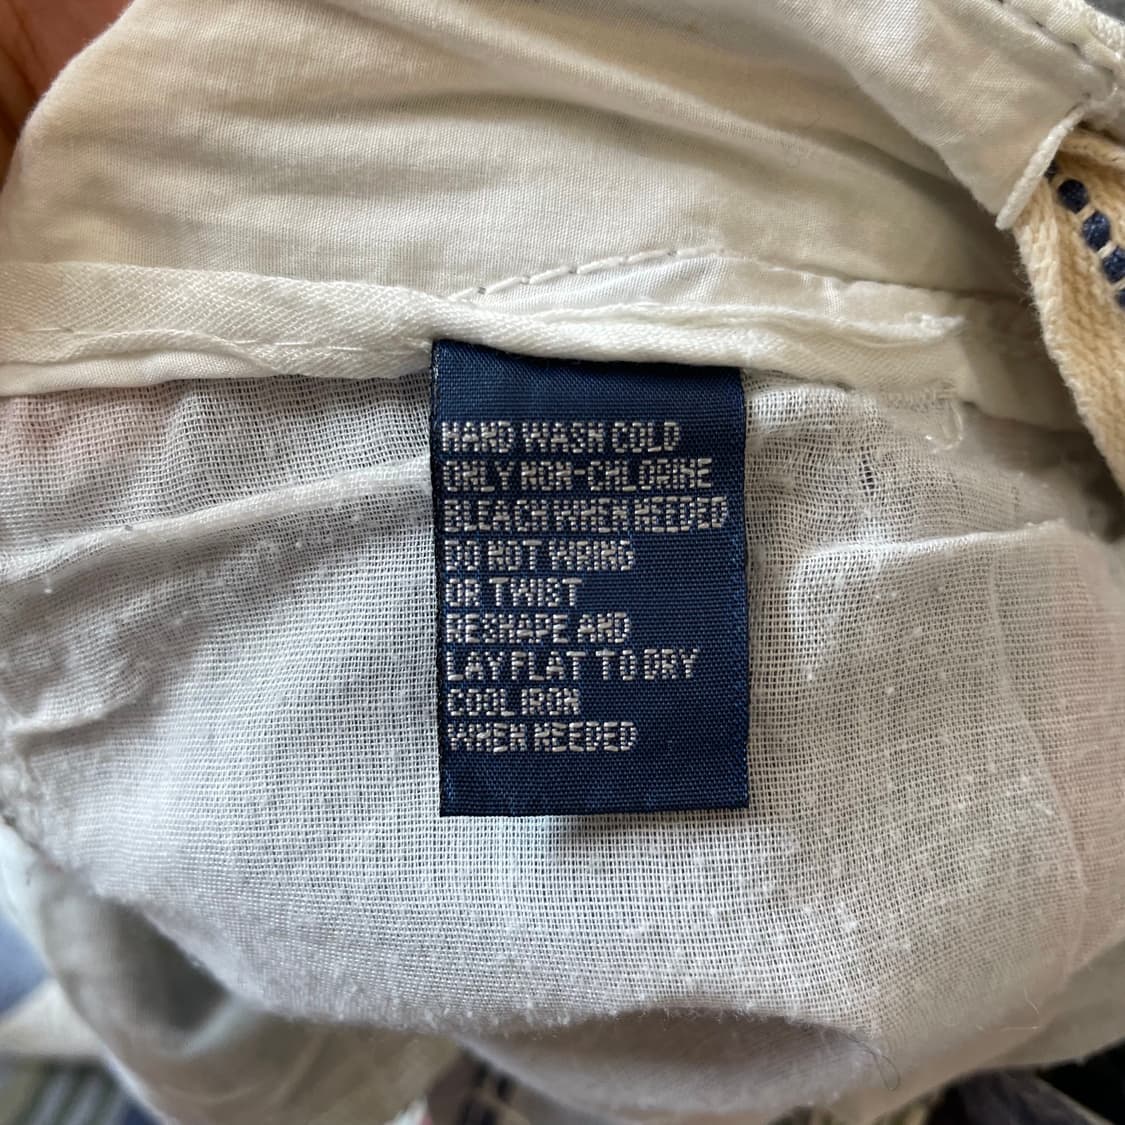 HAND WASH COLD
ONLY NON-CHLORINE
BLEACH WHEN NEEDED
DO NOT WRING
OR TWIST
RESHAPE AND
LAY FLAT TO DRY
COOL IRON
WHEN NEEDED